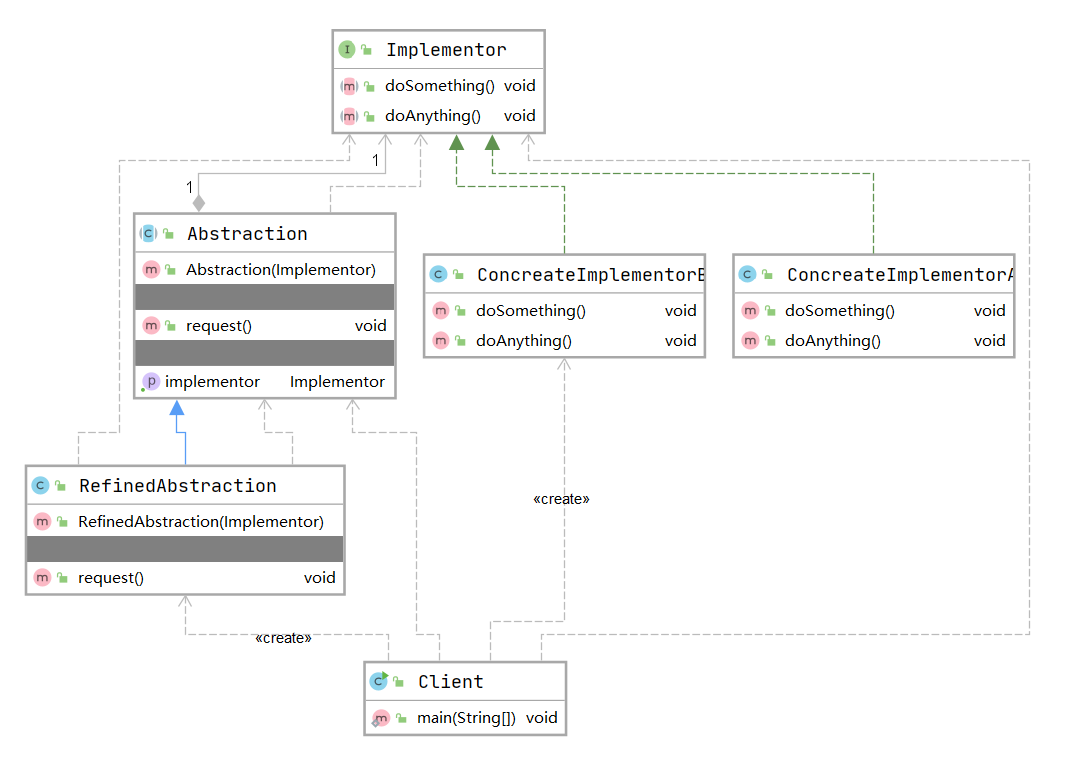 Implementor
doSomething() void
doAnything() void
1
1
Abstraction
Abstraction(Implementor)
request() void
implementor Implementor
ConcreateImplementorB
doSomething() void
doAnything() void
ConcreateImplementorA
doSomething() void
doAnything() void
RefinedAbstraction
RefinedAbstraction(Implementor)
request() void
«create»
«create»
Client
main(String[]) void